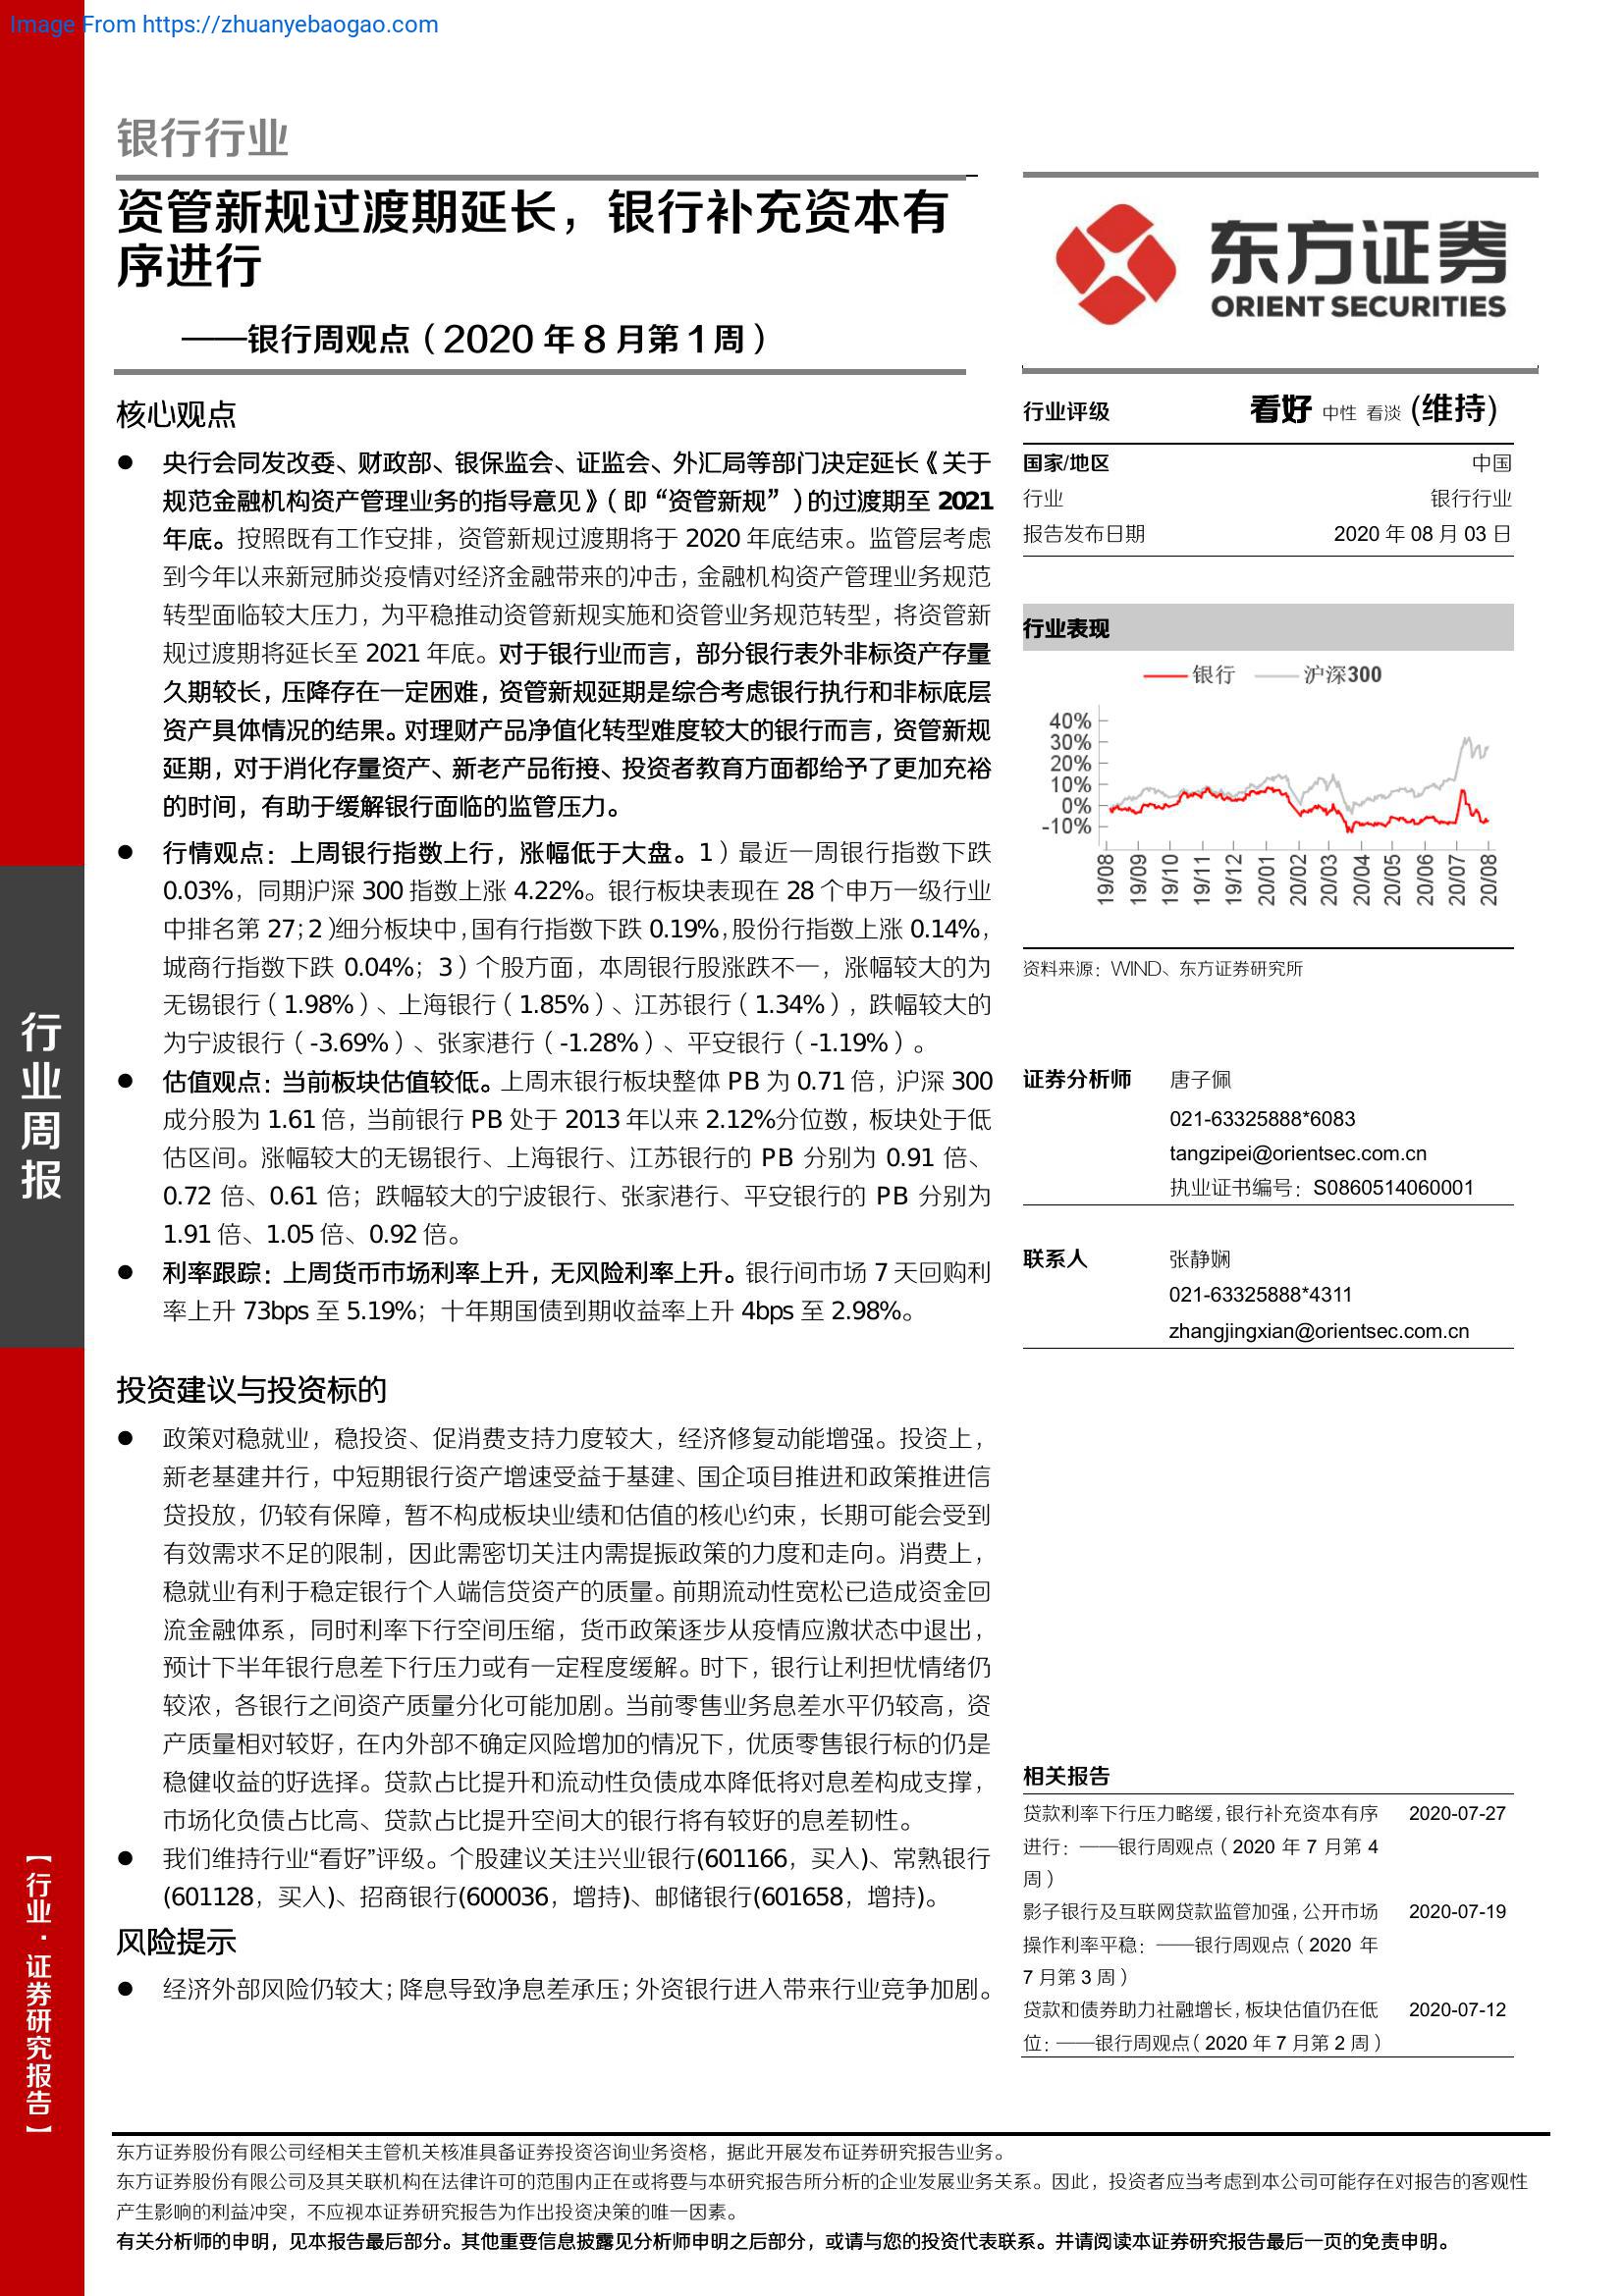 Image From https://zhuanyebaogao.com
银行行业
资管新规过渡期延长，银行补充资本有
序进行
——银行周观点（2020 年 8 月第 1 周）
东方证券
ORIENT SECURITIES
核心观点
● 央行会同发改委、财政部、银保监会、证监会、外汇局等部门决定延长《关于
规范金融机构资产管理业务的指导意见》（即“资管新规”）的过渡期至 2021
年底。按照既有工作安排，资管新规过渡期将于 2020 年底结束。监管层考虑
到今年以来新冠肺炎疫情对经济金融带来的冲击，金融机构资产管理业务规范
转型面临较大压力，为平稳推动资管新规实施和资管业务规范转型，将资管新
规过渡期将延长至 2021 年底。对于银行业而言，部分银行表外非标资产存量
久期较长，压降存在一定困难，资管新规延期是综合考虑银行执行和非标底层
资产具体情况的结果。对理财产品净值化转型难度较大的银行而言，资管新规
延期，对于消化存量资产、新老产品衔接、投资者教育方面都给予了更加充裕
的时间，有助于缓解银行面临的监管压力。
● 行情观点：上周银行指数上行，涨幅低于大盘。1）最近一周银行指数下跌
0.03%，同期沪深 300 指数上涨 4.22%。银行板块表现在 28 个申万一级行业
中排名第 27；2）细分板块中，国有行指数下跌 0.19%，股份行指数上涨 0.14%，
城商行指数下跌 0.04%；3）个股方面，本周银行股涨跌不一，涨幅较大的为
无锡银行（1.98%）、上海银行（1.85%）、江苏银行（1.34%），跌幅较大的
为宁波银行（-3.69%）、张家港行（-1.28%）、平安银行（-1.19%）。
● 估值观点：当前板块估值较低。上周末银行板块整体 PB 为 0.71 倍，沪深 300
成分股为 1.61 倍，当前银行 PB 处于 2013 年以来 2.12%分位数，板块处于低
估区间。涨幅较大的无锡银行、上海银行、江苏银行的 PB 分别为 0.91 倍、
0.72 倍、0.61 倍；跌幅较大的宁波银行、张家港行、平安银行的 PB 分别为
1.91 倍、1.05 倍、0.92 倍。
● 利率跟踪：上周货币市场利率上升，无风险利率上升。银行间市场 7 天回购利
率上升 73bps 至 5.19%；十年期国债到期收益率上升 4bps 至 2.98%。
投资建议与投资标的
● 政策对稳就业，稳投资、促消费支持力度较大，经济修复动能增强。投资上，
新老基建并行，中短期银行资产增速受益于基建、国企项目推进和政策推进信
贷投放，仍较有保障，暂不构成板块业绩和估值的核心约束，长期可能会受到
有效需求不足的限制，因此需密切关注内需提振政策的力度和走向。消费上，
稳就业有利于稳定银行个人端信贷资产的质量。前期流动性宽松已造成资金回
流金融体系，同时利率下行空间压缩，货币政策逐步从疫情应激状态中退出，
预计下半年银行息差下行压力或有一定程度缓解。时下，银行让利担忧情绪仍
较浓，各银行之间资产质量分化可能加剧。当前零售业务息差水平仍较高，资
产质量相对较好，在内外部不确定风险增加的情况下，优质零售银行标的仍是
稳健收益的好选择。贷款占比提升和流动性负债成本降低将对息差构成支撑，
市场化负债占比高、贷款占比提升空间大的银行将有较好的息差韧性。
● 我们维持行业“看好”评级。个股建议关注兴业银行(601166，买入)、常熟银行
(601128，买入)、招商银行(600036，增持)、邮储银行(601658，增持)。
风险提示
● 经济外部风险仍较大；降息导致净息差承压；外资银行进入带来行业竞争加剧。
行业评级 看好 中性 看淡 (维持)
国家/地区 中国
行业 银行行业
报告发布日期 2020 年 08 月 03 日
行业表现
银行 沪深300
40%
30%
20%
10%
0%
-10%
19/08 19/09 19/10 19/11 19/12 20/01 20/02 20/03 20/04 20/05 20/06 20/07 20/08
资料来源：WIND、东方证券研究所
证券分析师 唐子佩
021-63325888*6083
tangzipei@orientsec.com.cn
执业证书编号：S0860514060001
联系人 张静娴
021-63325888*4311
zhangjingxian@orientsec.com.cn
相关报告
贷款利率下行压力略缓，银行补充资本有序 2020-07-27
进行：——银行周观点（2020 年 7 月第 4
周）
影子银行及互联网贷款监管加强，公开市场 2020-07-19
操作利率平稳：——银行周观点（2020 年
7 月第 3 周）
贷款和债券助力社融增长，板块估值仍在低 2020-07-12
位：——银行周观点（2020 年 7 月第 2 周）
行业周报
【行业·证券研究报告】
东方证券股份有限公司经相关主管机关核准具备证券投资咨询业务资格，据此开展发布证券研究报告业务。
东方证券股份有限公司及其关联机构在法律许可的范围内正在或将要与本研究报告所分析的企业发展业务关系。因此，投资者应当考虑到本公司可能存在对报告的客观性
产生影响的利益冲突，不应视本证券研究报告为作出投资决策的唯一因素。
有关分析师的申明，见本报告最后部分。其他重要信息披露见分析师申明之后部分，或请与您的投资代表联系。并请阅读本证券研究报告最后一页的免责申明。